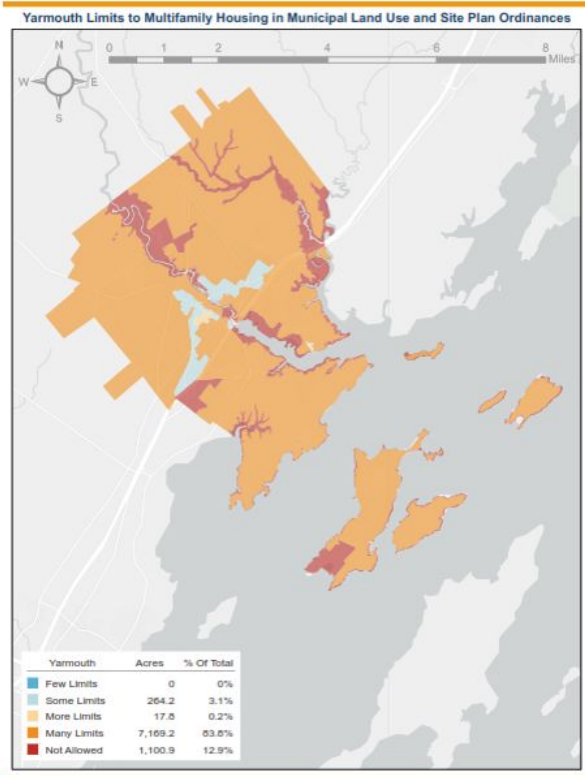 Yarmouth Limits to Multifamily Housing in Municipal Land Use and Site Plan Ordinances
N
W E
S
0 2 4 6 8
Miles
Yarmouth Acres % Of Total
Few Limits 0 0%
Some Limits 264.2 3.1%
More Limits 17.8 0.2%
Many Limits 7,169.2 83.8%
Not Allowed 1,100.9 12.9%